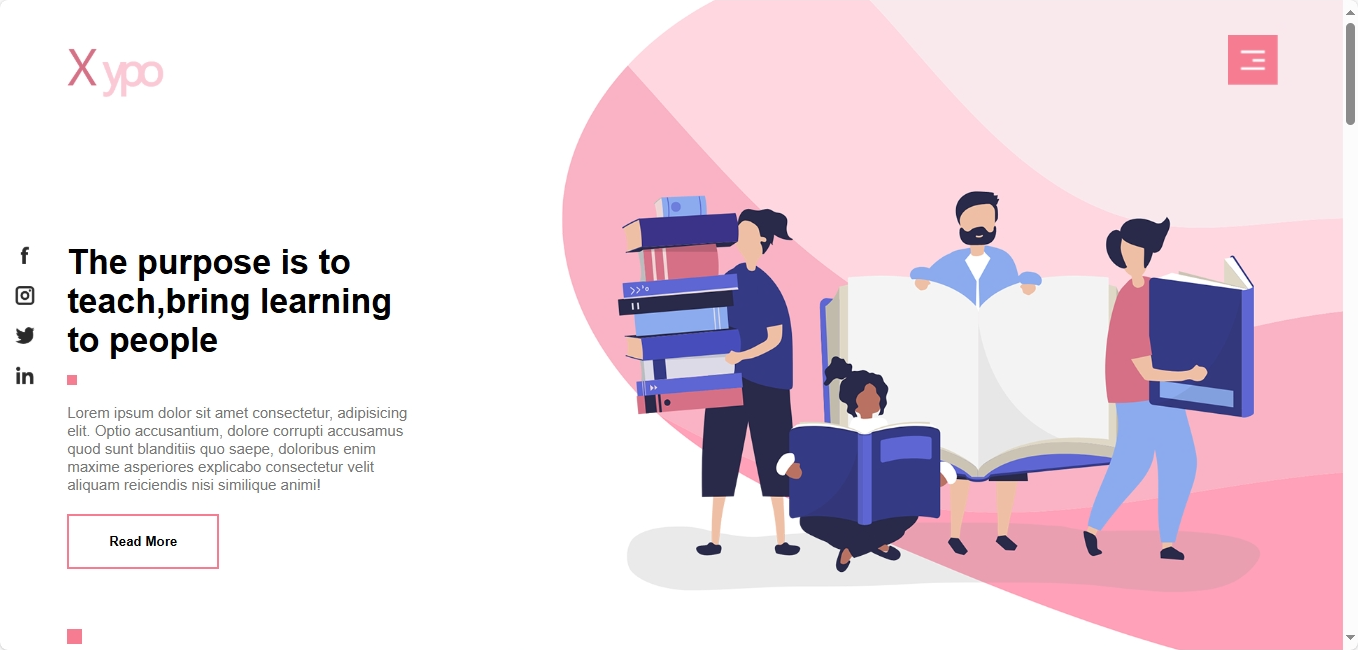 X ypo
The purpose is to
teach,bring learning
to people
Lorem ipsum dolor sit amet consectetur, adipisicing
elit. Optio accusantium, dolore corrupti accusamus
quod sunt blanditiis quo saepe, doloribus enim
maxime asperiores explicabo consectetur velit
aliquam reiciendis nisi similique animi!
Read More